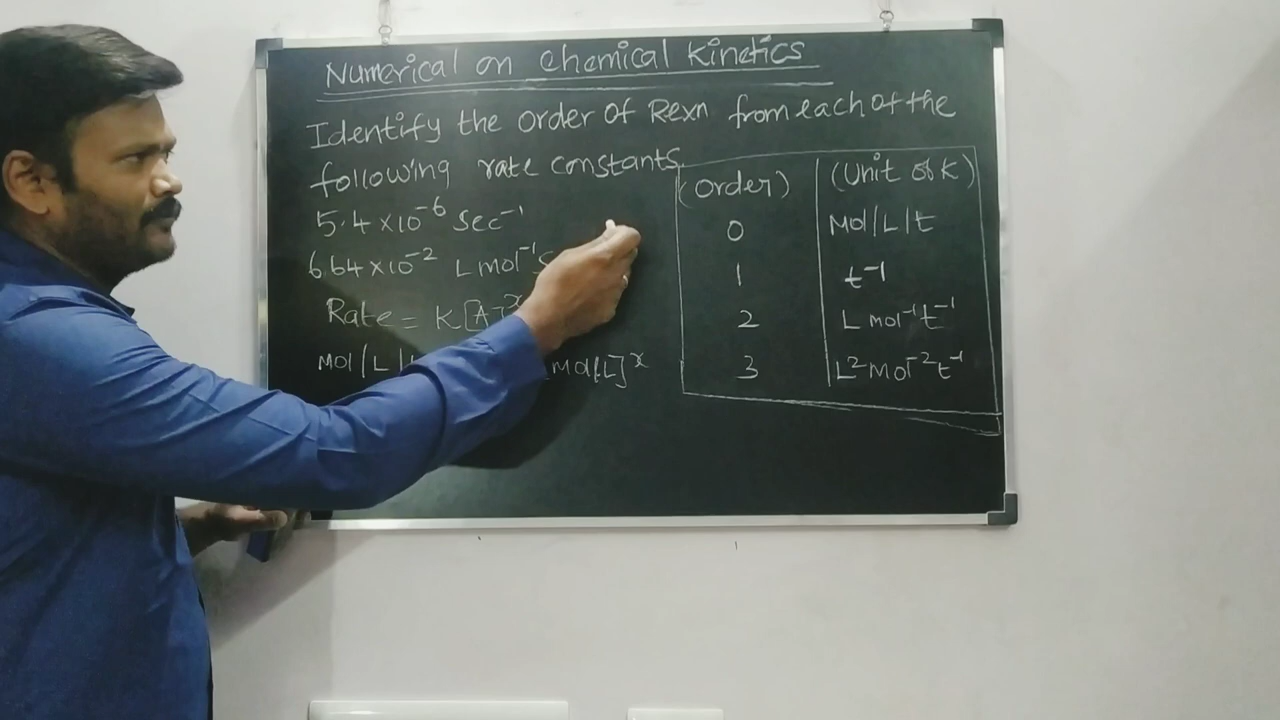 Numerical on Chemical Kinetics
Identify the order of Rexn from each of the
following rate constants.
5.4 ×10⁻⁶ Sec⁻¹
6.64 ×10⁻² L mol⁻¹
Rate = K[A]ˣ
Mol/L/ mol/L]ˣ
(Order) (Unit of K)
0 Mol/L/t
1 t⁻¹
2 L mol⁻¹t⁻¹
3 L²mol⁻²t⁻¹